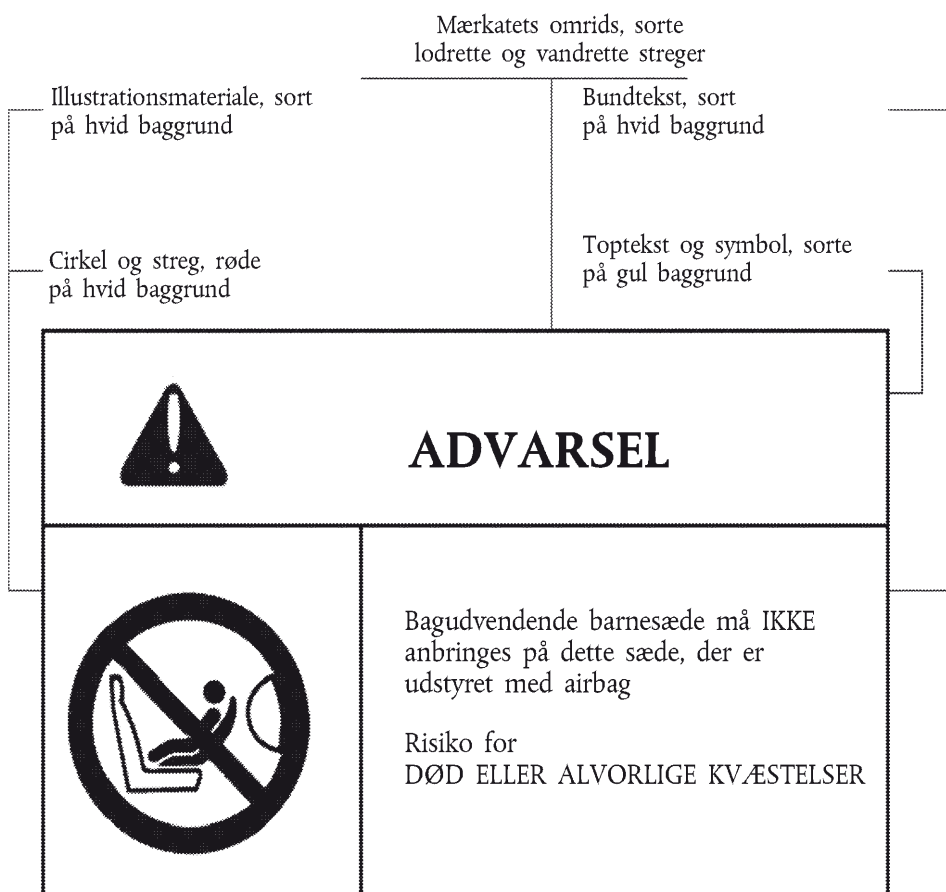 Mærkatets omrids, sorte
lodrette og vandrette streger
Illustrationsmateriale, sort
på hvid baggrund
Bundtekst, sort
på hvid baggrund
Cirkel og streg, røde
på hvid baggrund
Toptekst og symbol, sorte
på gul baggrund
ADVARSEL
Bagudvendende barnesæde må IKKE
anbringes på dette sæde, der er
udstyret med airbag
Risiko for
DØD ELLER ALVORLIGE KVÆSTELSER